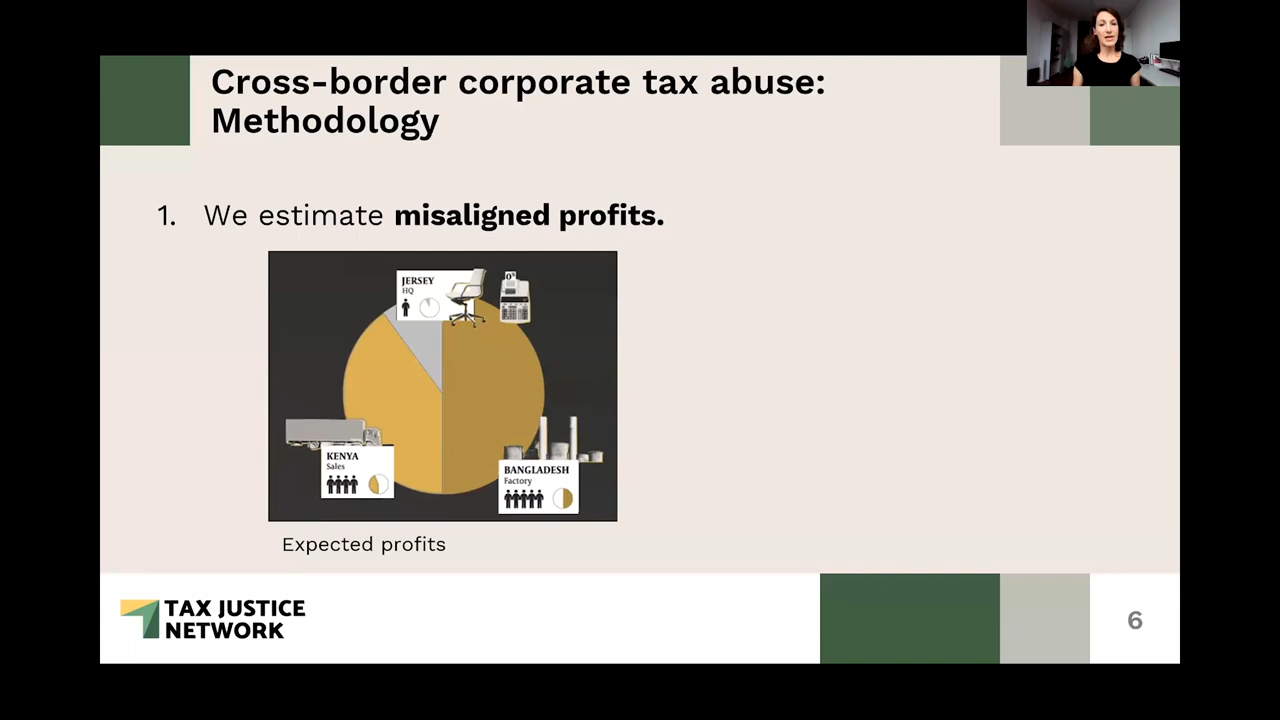 Cross-border corporate tax abuse:
Methodology
1. We estimate misaligned profits.
JERSEY
HQ
0%
KENYA
Sales
BANGLADESH
Factory
Expected profits
TAX JUSTICE
NETWORK
6